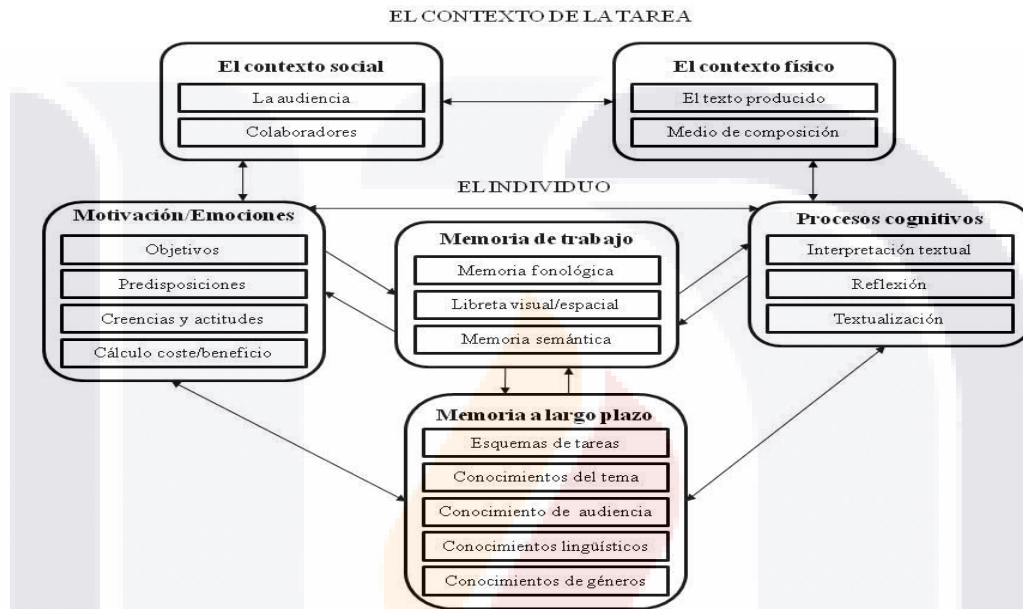 EL CONTEXTO DE LA TAREA
El contexto social
La audiencia
Colaboradores
El contexto físico
El texto producido
Medio de composición
EL INDIVIDUO
Motivación/Emociones
Objetivos
Predisposiciones
Creencias y actitudes
Cálculo coste/beneficio
Memoria de trabajo
Memoria fonológica
Libreta visual/espacial
Memoria semántica
Procesos cognitivos
Interpretación textual
Reflexión
Textualización
Memoria a largo plazo
Esquemas de tareas
Conocimientos del tema
Conocimiento de audiencia
Conocimientos lingüísticos
Conocimientos de géneros